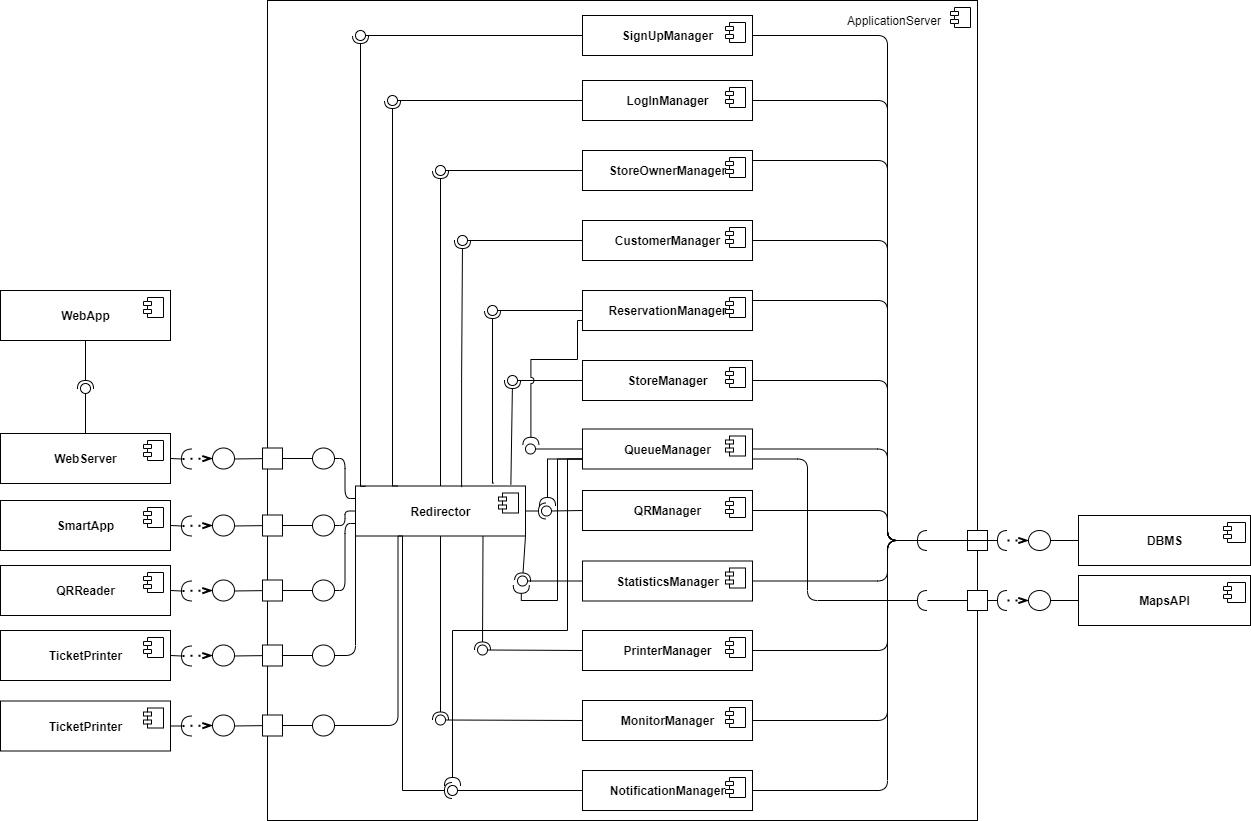 ApplicationServer
SignUpManager
LogInManager
StoreOwnerManager
CustomerManager
ReservationManager
StoreManager
QueueManager
QRManager
StatisticsManager
PrinterManager
MonitorManager
NotificationManager
WebApp
WebServer
SmartApp
QRReader
TicketPrinter
TicketPrinter
Redirector
DBMS
MapsAPI